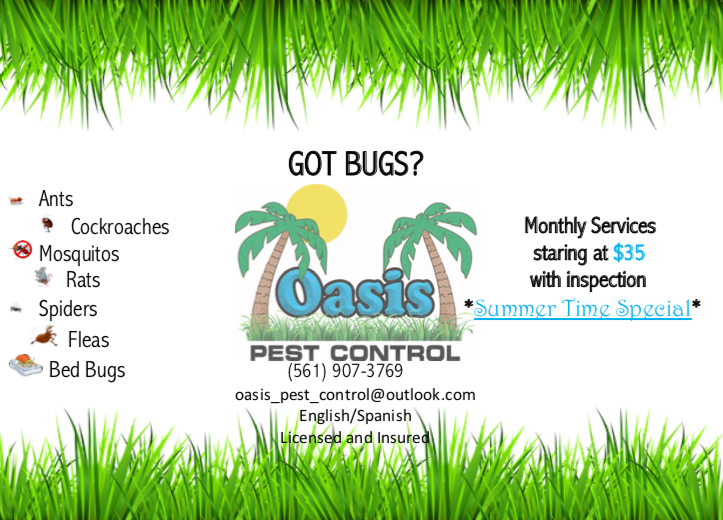 GOT BUGS?
Ants
Cockroaches
Mosquitos
Rats
Spiders
Fleas
Bed Bugs
Oasis
PEST CONTROL
(561) 907-3769
oasis_pest_control@outlook.com
English/Spanish
Licensed and Insured
Monthly Services
staring at $35
with inspection
*Summer Time Special*